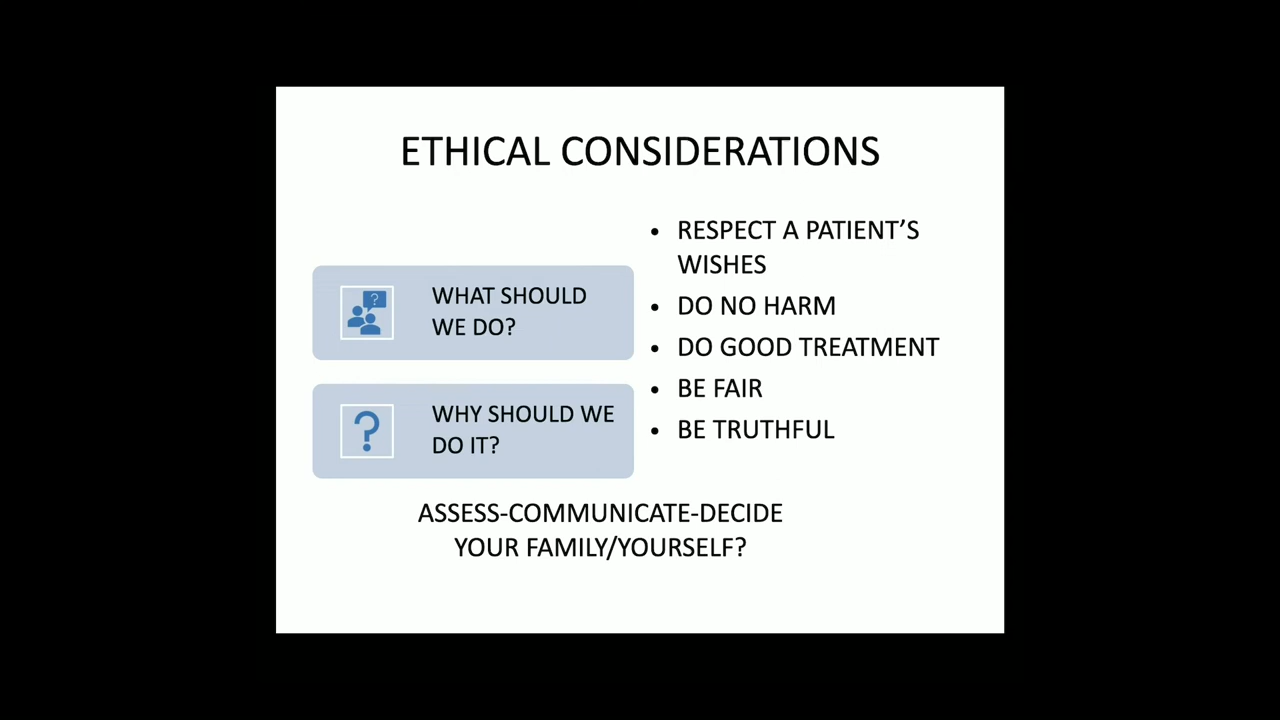 ETHICAL CONSIDERATIONS
?
WHAT SHOULD
WE DO?
?
WHY SHOULD WE
DO IT?
• RESPECT A PATIENT’S
WISHES
• DO NO HARM
• DO GOOD TREATMENT
• BE FAIR
• BE TRUTHFUL
ASSESS-COMMUNICATE-DECIDE
YOUR FAMILY/YOURSELF?